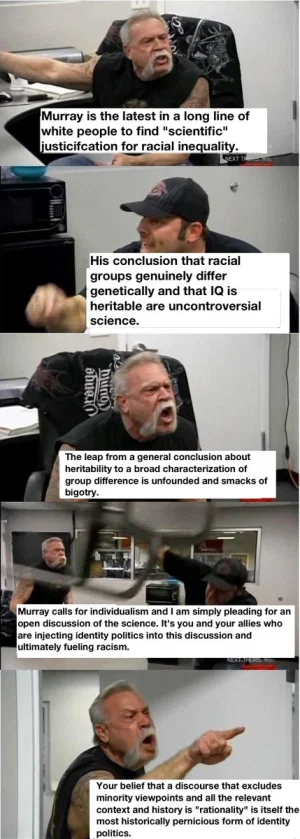 Murray is the latest in a long line of
white people to find "scientific"
justicifcation for racial inequality.
NEXT
His conclusion that racial
groups genuinely differ
genetically and that IQ is
heritable are uncontroversial
science.
Orange
County
The leap from a general conclusion about
heritability to a broad characterization of
group difference is unfounded and smacks of
bigotry.
Murray calls for individualism and I am simply pleading for an
open discussion of the science. It's you and your allies who
are injecting identity politics into this discussion and
ultimately fueling racism.
NEXT THURS
Your belief that a discourse that excludes
minority viewpoints and all the relevant
context and history is "rationality" is itself the
most historically pernicious form of identity
politics.